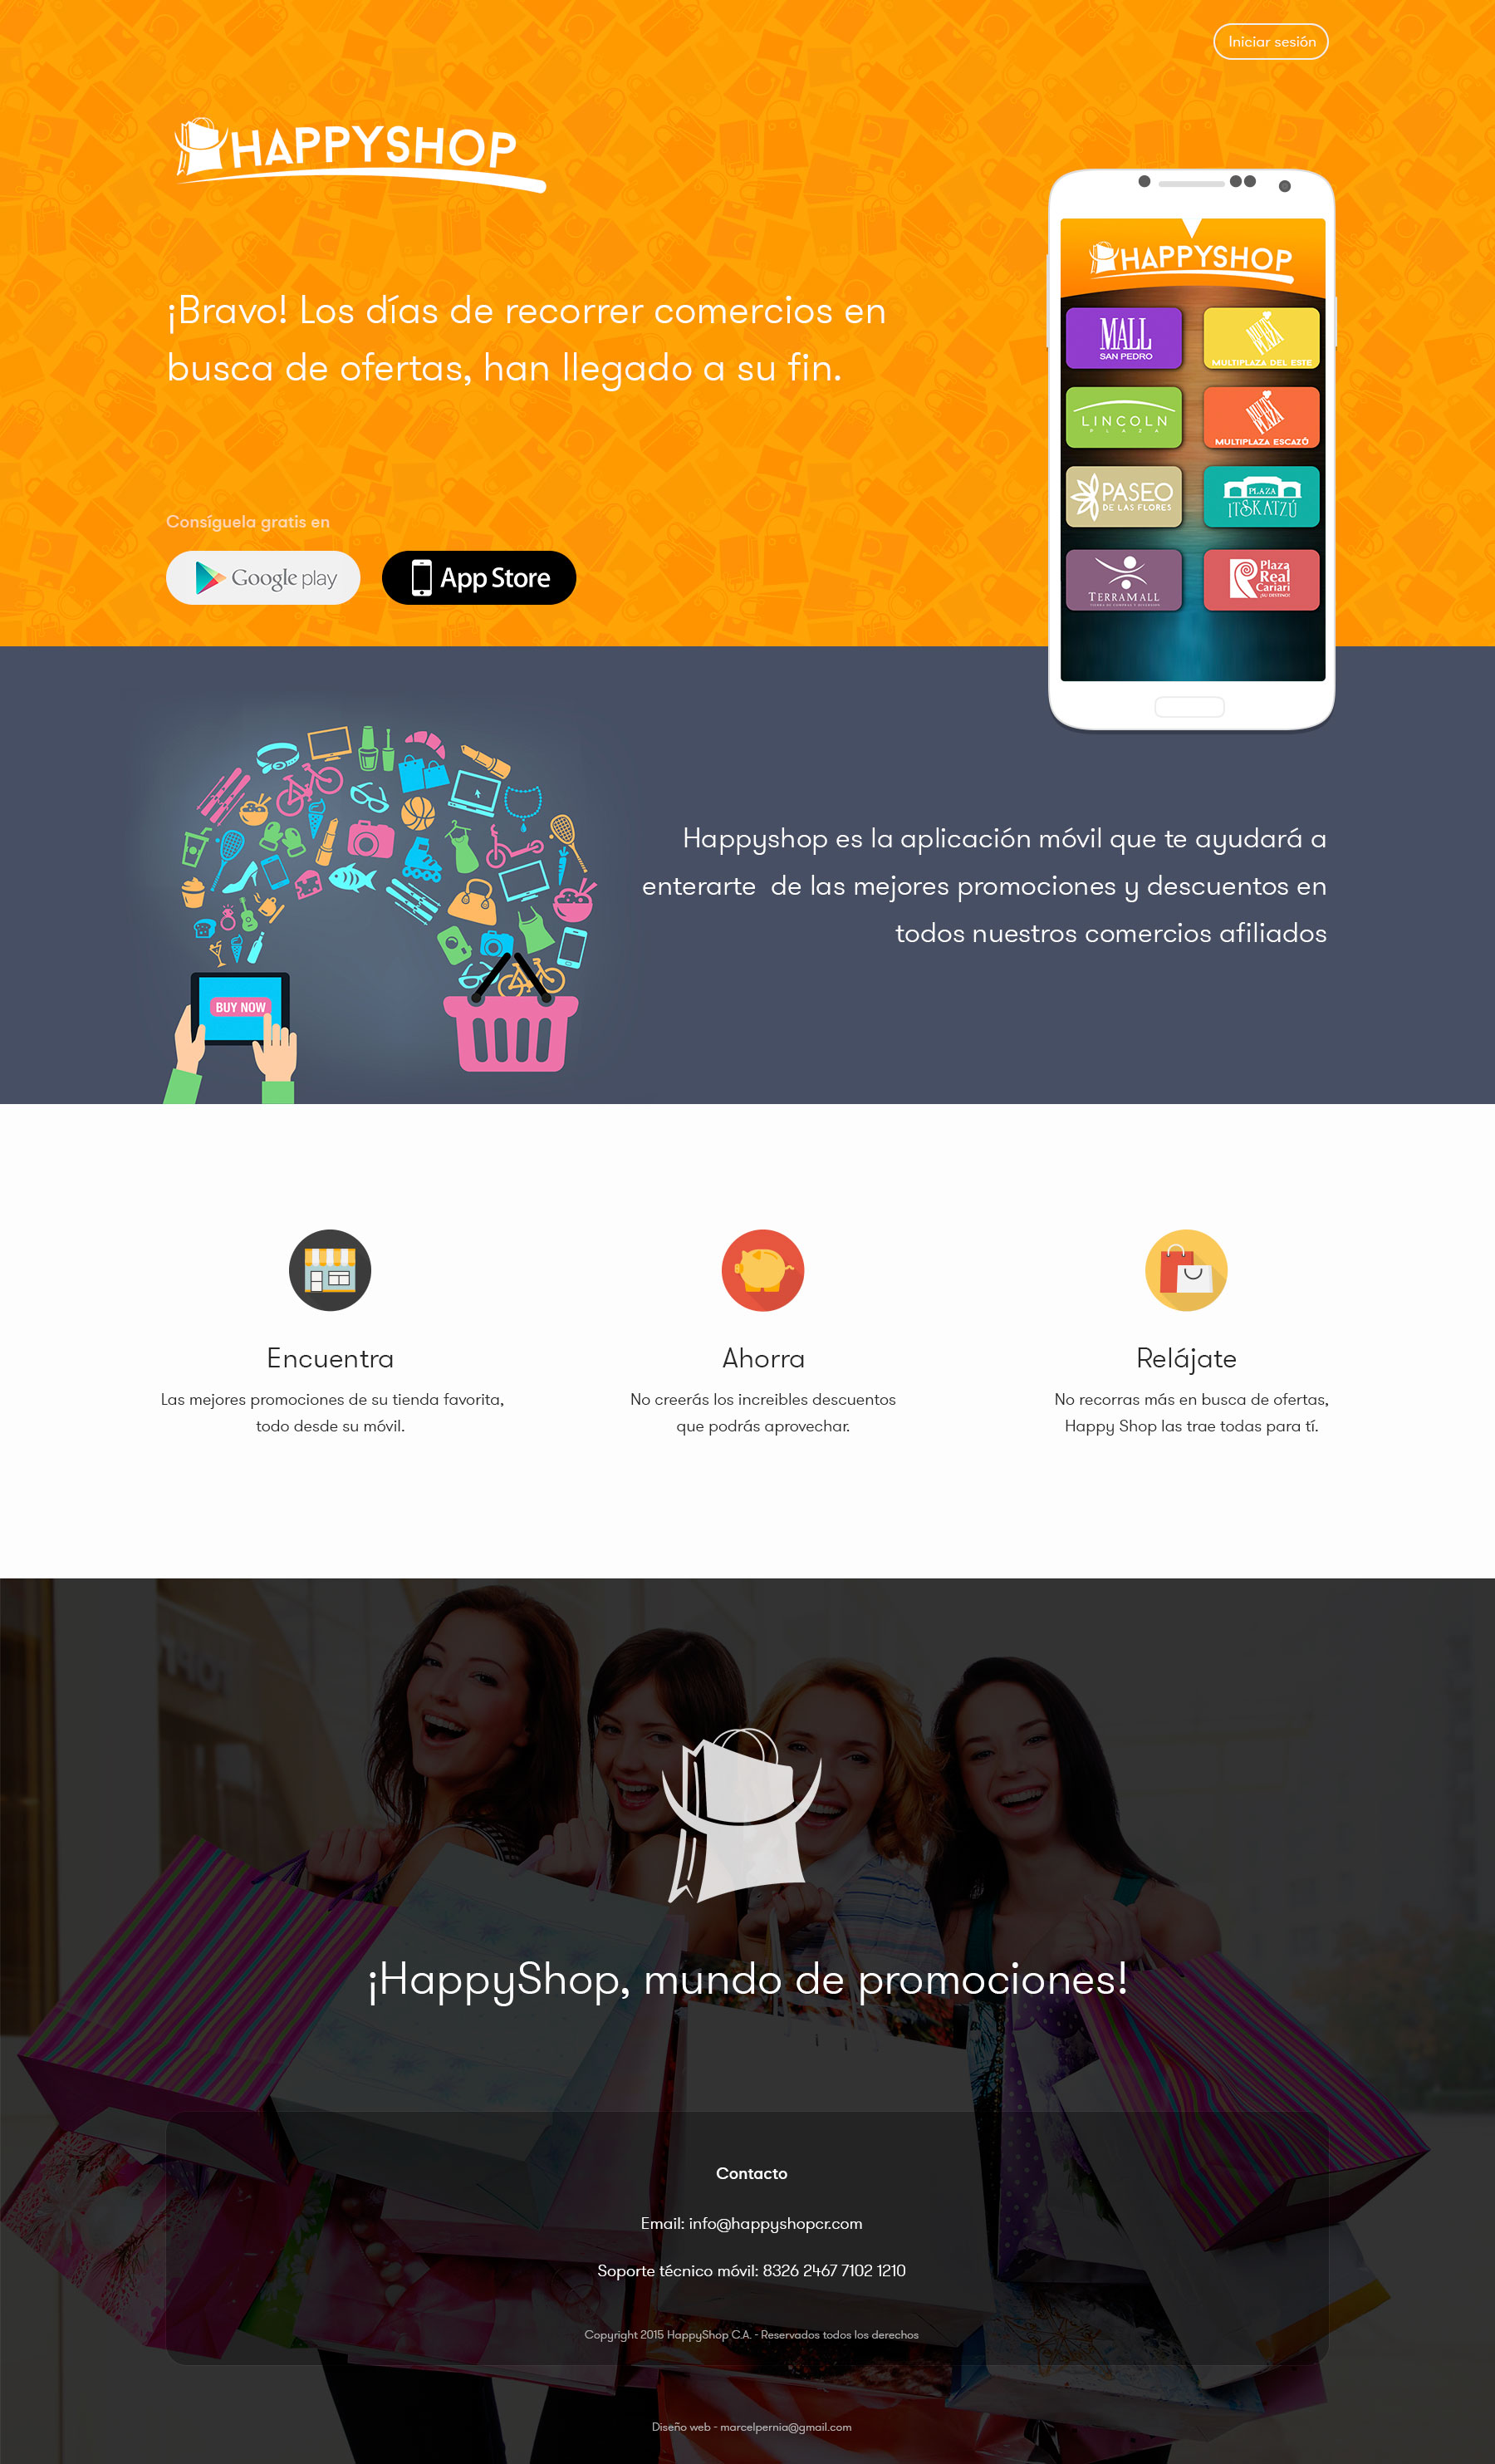 Iniciar sesión
HAPPYSHOP
¡Bravo! Los días de recorrer comercios en
busca de ofertas, han llegado a su fin.
Consíguela gratis en
Google play
App Store
HAPPYSHOP
MALL
SAN PEDRO
MULTIPLAZA DEL ESTE
LINCOLN
PLAZA
MULTIPLAZA ESCAZÚ
PASEO
DE LAS FLORES
PLAZA
ITSKATZÚ
TERRAMALL
Plaza
Real
Cariari
¡SU DESTINO!
Happyshop es la aplicación móvil que te ayudará a
enterarte  de las mejores promociones y descuentos en
todos nuestros comercios afiliados
BUY NOW
Encuentra
Las mejores promociones de su tienda favorita,
todo desde su móvil.
Ahorra
No creerás los increibles descuentos
que podrás aprovechar.
Relájate
No recorras más en busca de ofertas,
Happy Shop las trae todas para tí.
¡HappyShop, mundo de promociones!
Contacto
Email: info@happyshopcr.com
Soporte técnico móvil: 8326 2467 7102 1210
Copyright 2015 HappyShop C.A. - Reservados todos los derechos
Diseño web - marcelpernia@gmail.com